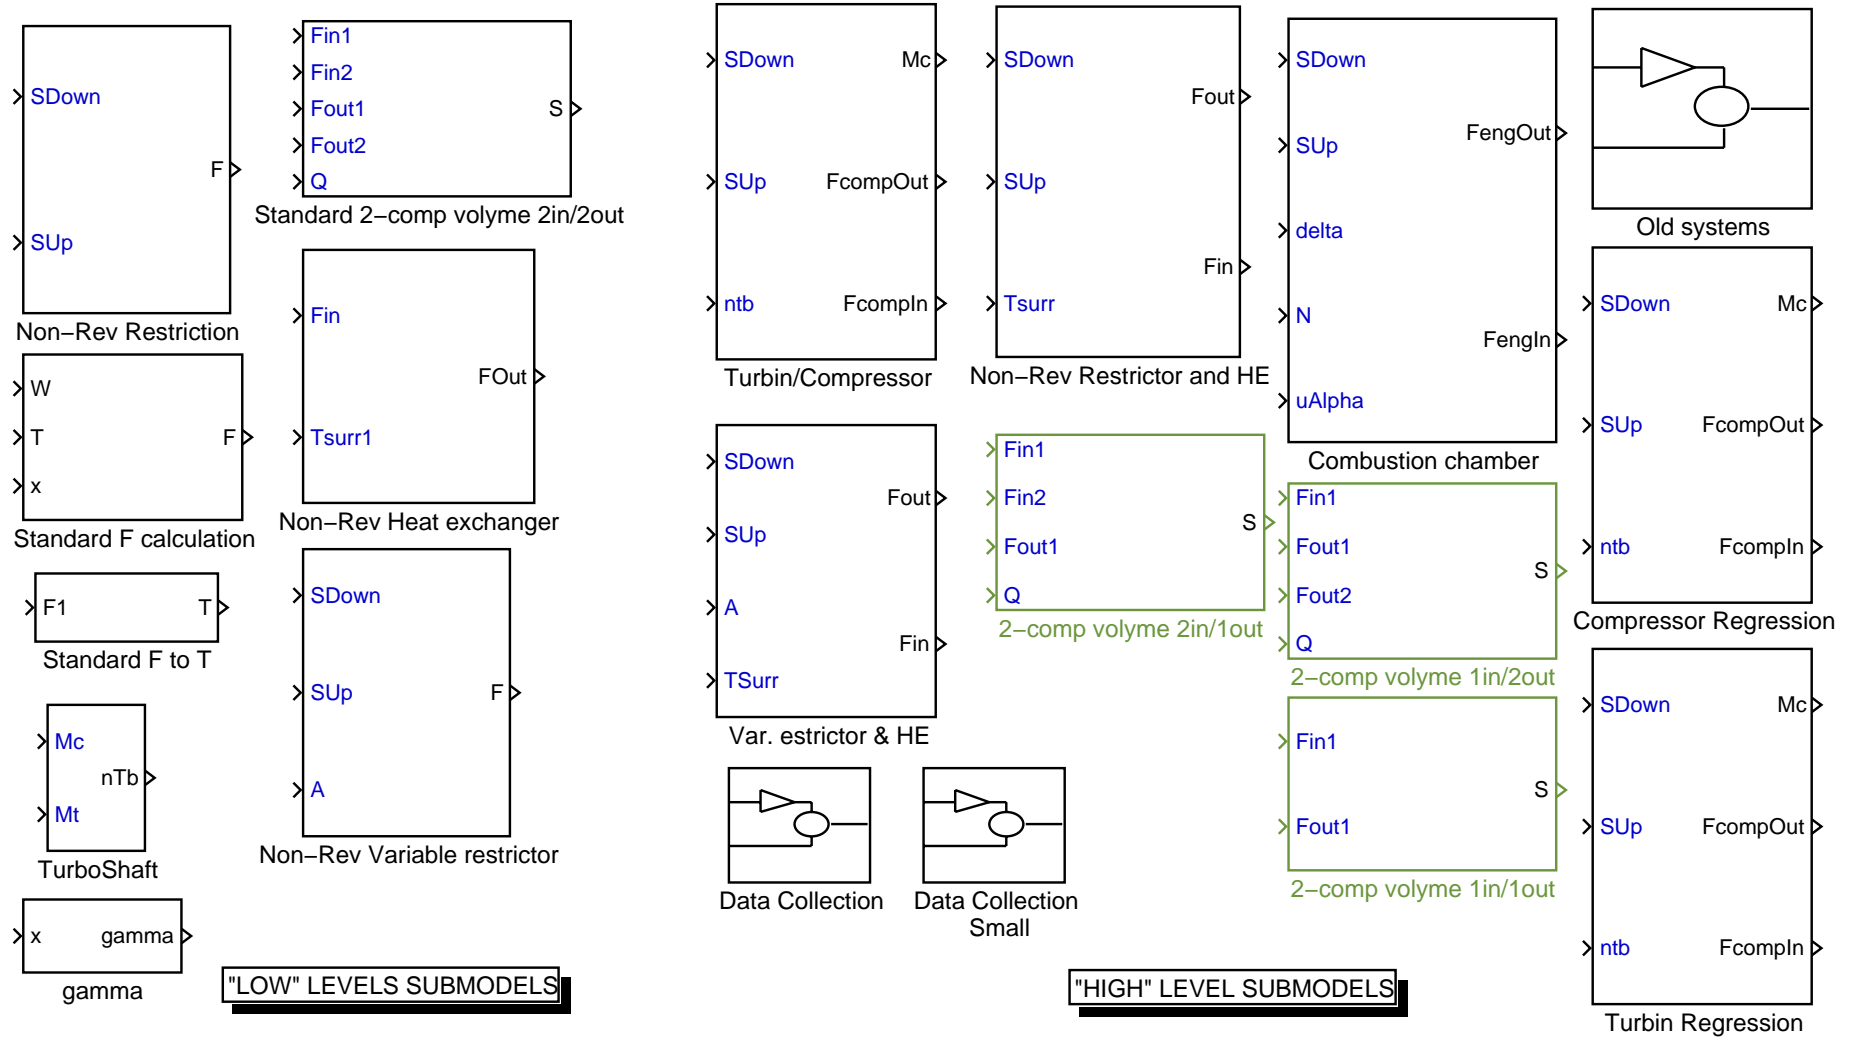 SDown
SUp
F
Non−Rev Restriction
Fin1
Fin2
Fout1
Fout2
Q
S
Standard 2−comp volyme 2in/2out
W
T
x
F
Standard F calculation
Fin
Tsurr1
FOut
Non−Rev Heat exchanger
F1
T
Standard F to T
Mc
Mt
nTb
TurboShaft
SDown
SUp
A
F
Non−Rev Variable restrictor
x
gamma
gamma
"LOW" LEVELS SUBMODELS
SDown
SUp
ntb
Mc
FcompOut
FcompIn
Turbin/Compressor
SDown
SUp
Tsurr
Fout
Fin
Non−Rev Restrictor and HE
SDown
SUp
delta
N
uAlpha
FengOut
FengIn
Combustion chamber
Old systems
SDown
SUp
ntb
Mc
FcompOut
FcompIn
Compressor Regression
SDown
SUp
A
TSurr
Fout
Fin
Var. estrictor & HE
Fin1
Fin2
Fout1
Q
S
2−comp volyme 2in/1out
Fin1
Fout1
Fout2
Q
S
2−comp volyme 1in/2out
Fin1
Fout1
S
2−comp volyme 1in/1out
SDown
SUp
ntb
Mc
FcompOut
FcompIn
Turbin Regression
Data Collection
Data Collection
Small
"HIGH" LEVEL SUBMODELS